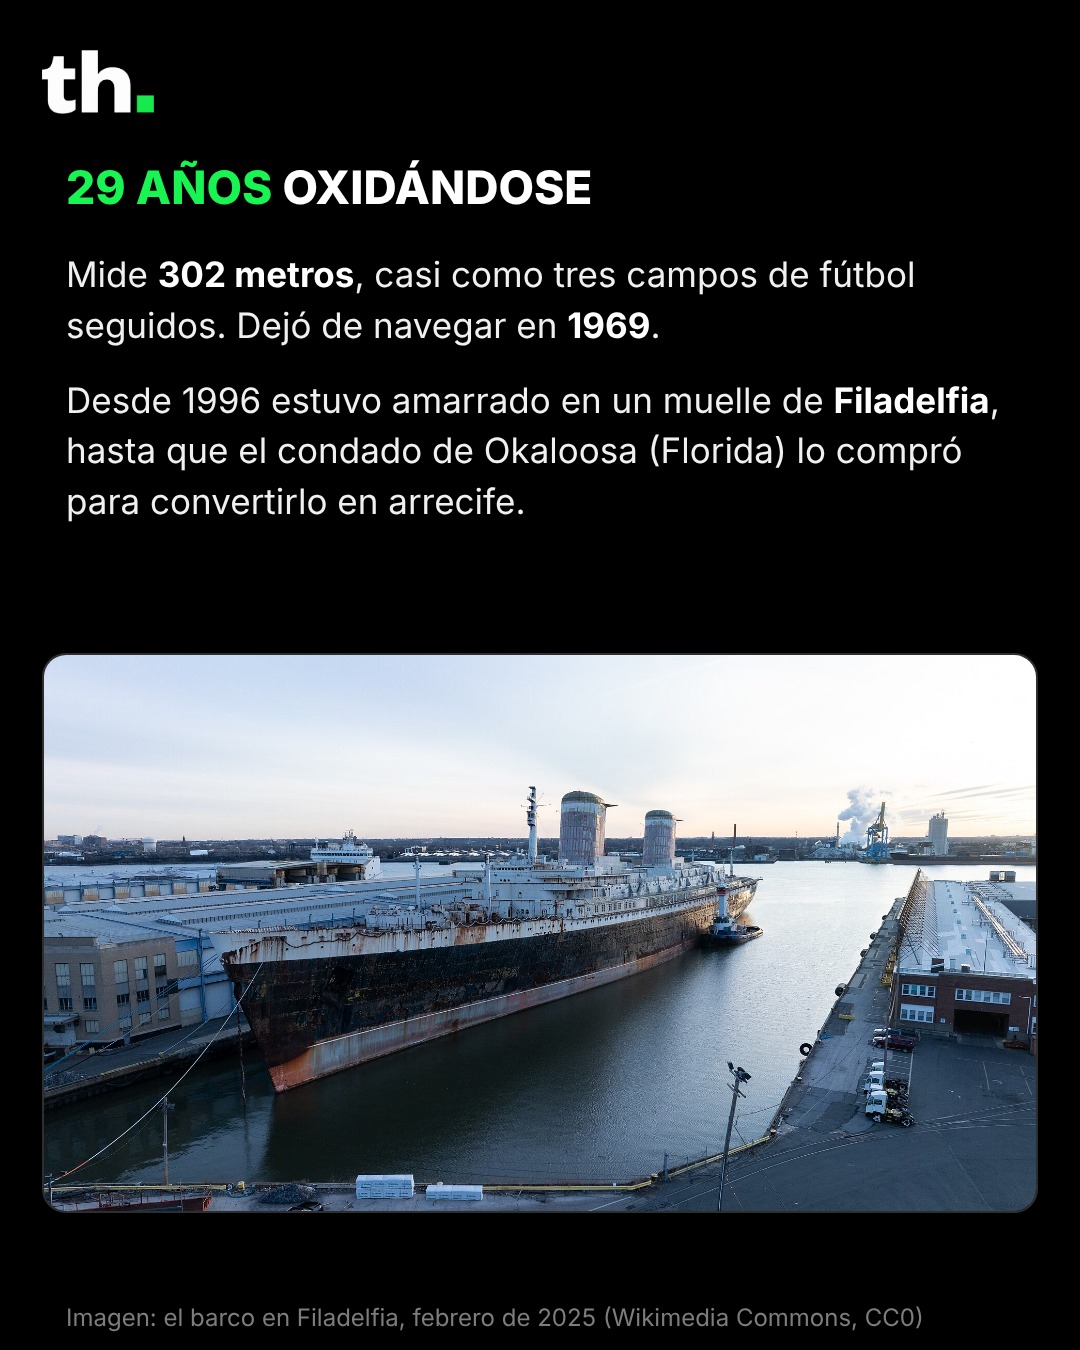 th.
29 AÑOS OXIDÁNDOSE
Mide 302 metros, casi como tres campos de fútbol
seguidos. Dejó de navegar en 1969.
Desde 1996 estuvo amarrado en un muelle de Filadelfia,
hasta que el condado de Okaloosa (Florida) lo compró
para convertirlo en arrecife.
Imagen: el barco en Filadelfia, febrero de 2025 (Wikimedia Commons, CC0)